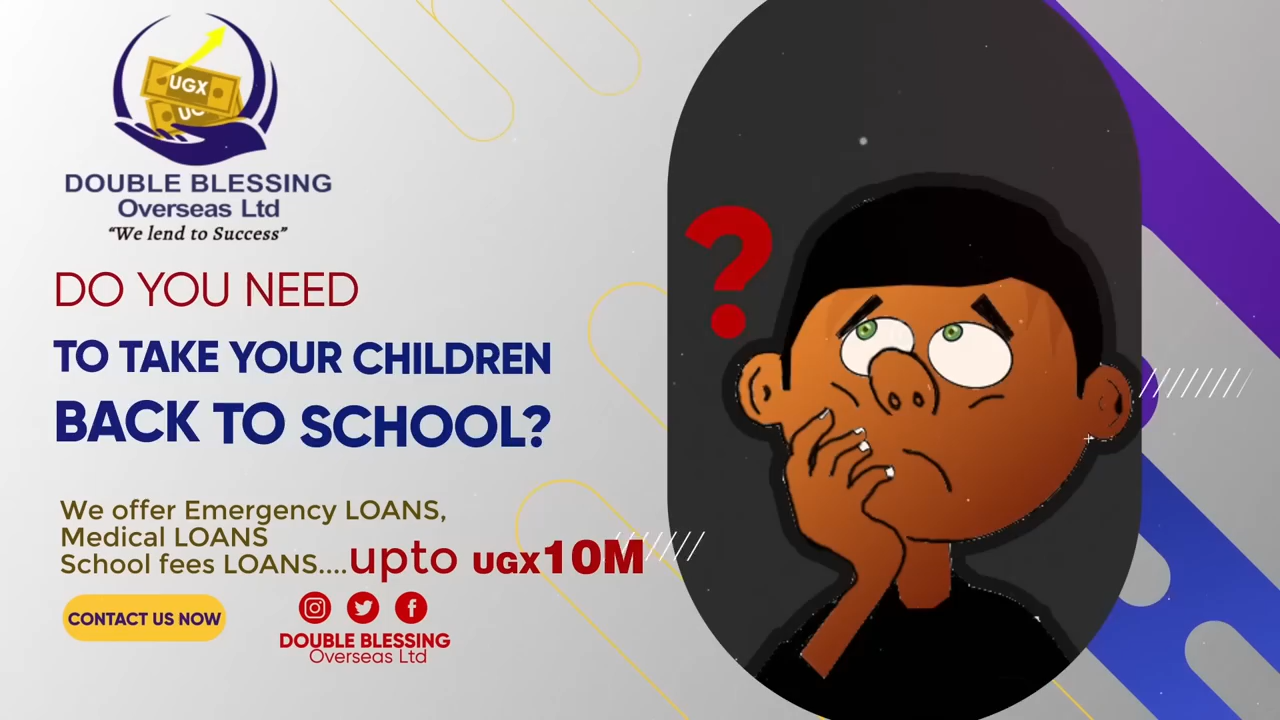 UGX
DOUBLE BLESSING
Overseas Ltd
"We lend to Success"
DO YOU NEED
TO TAKE YOUR CHILDREN
BACK TO SCHOOL?
?
We offer Emergency LOANS,
Medical LOANS
School fees LOANS....upto UGX10M
CONTACT US NOW
DOUBLE BLESSING
Overseas Ltd